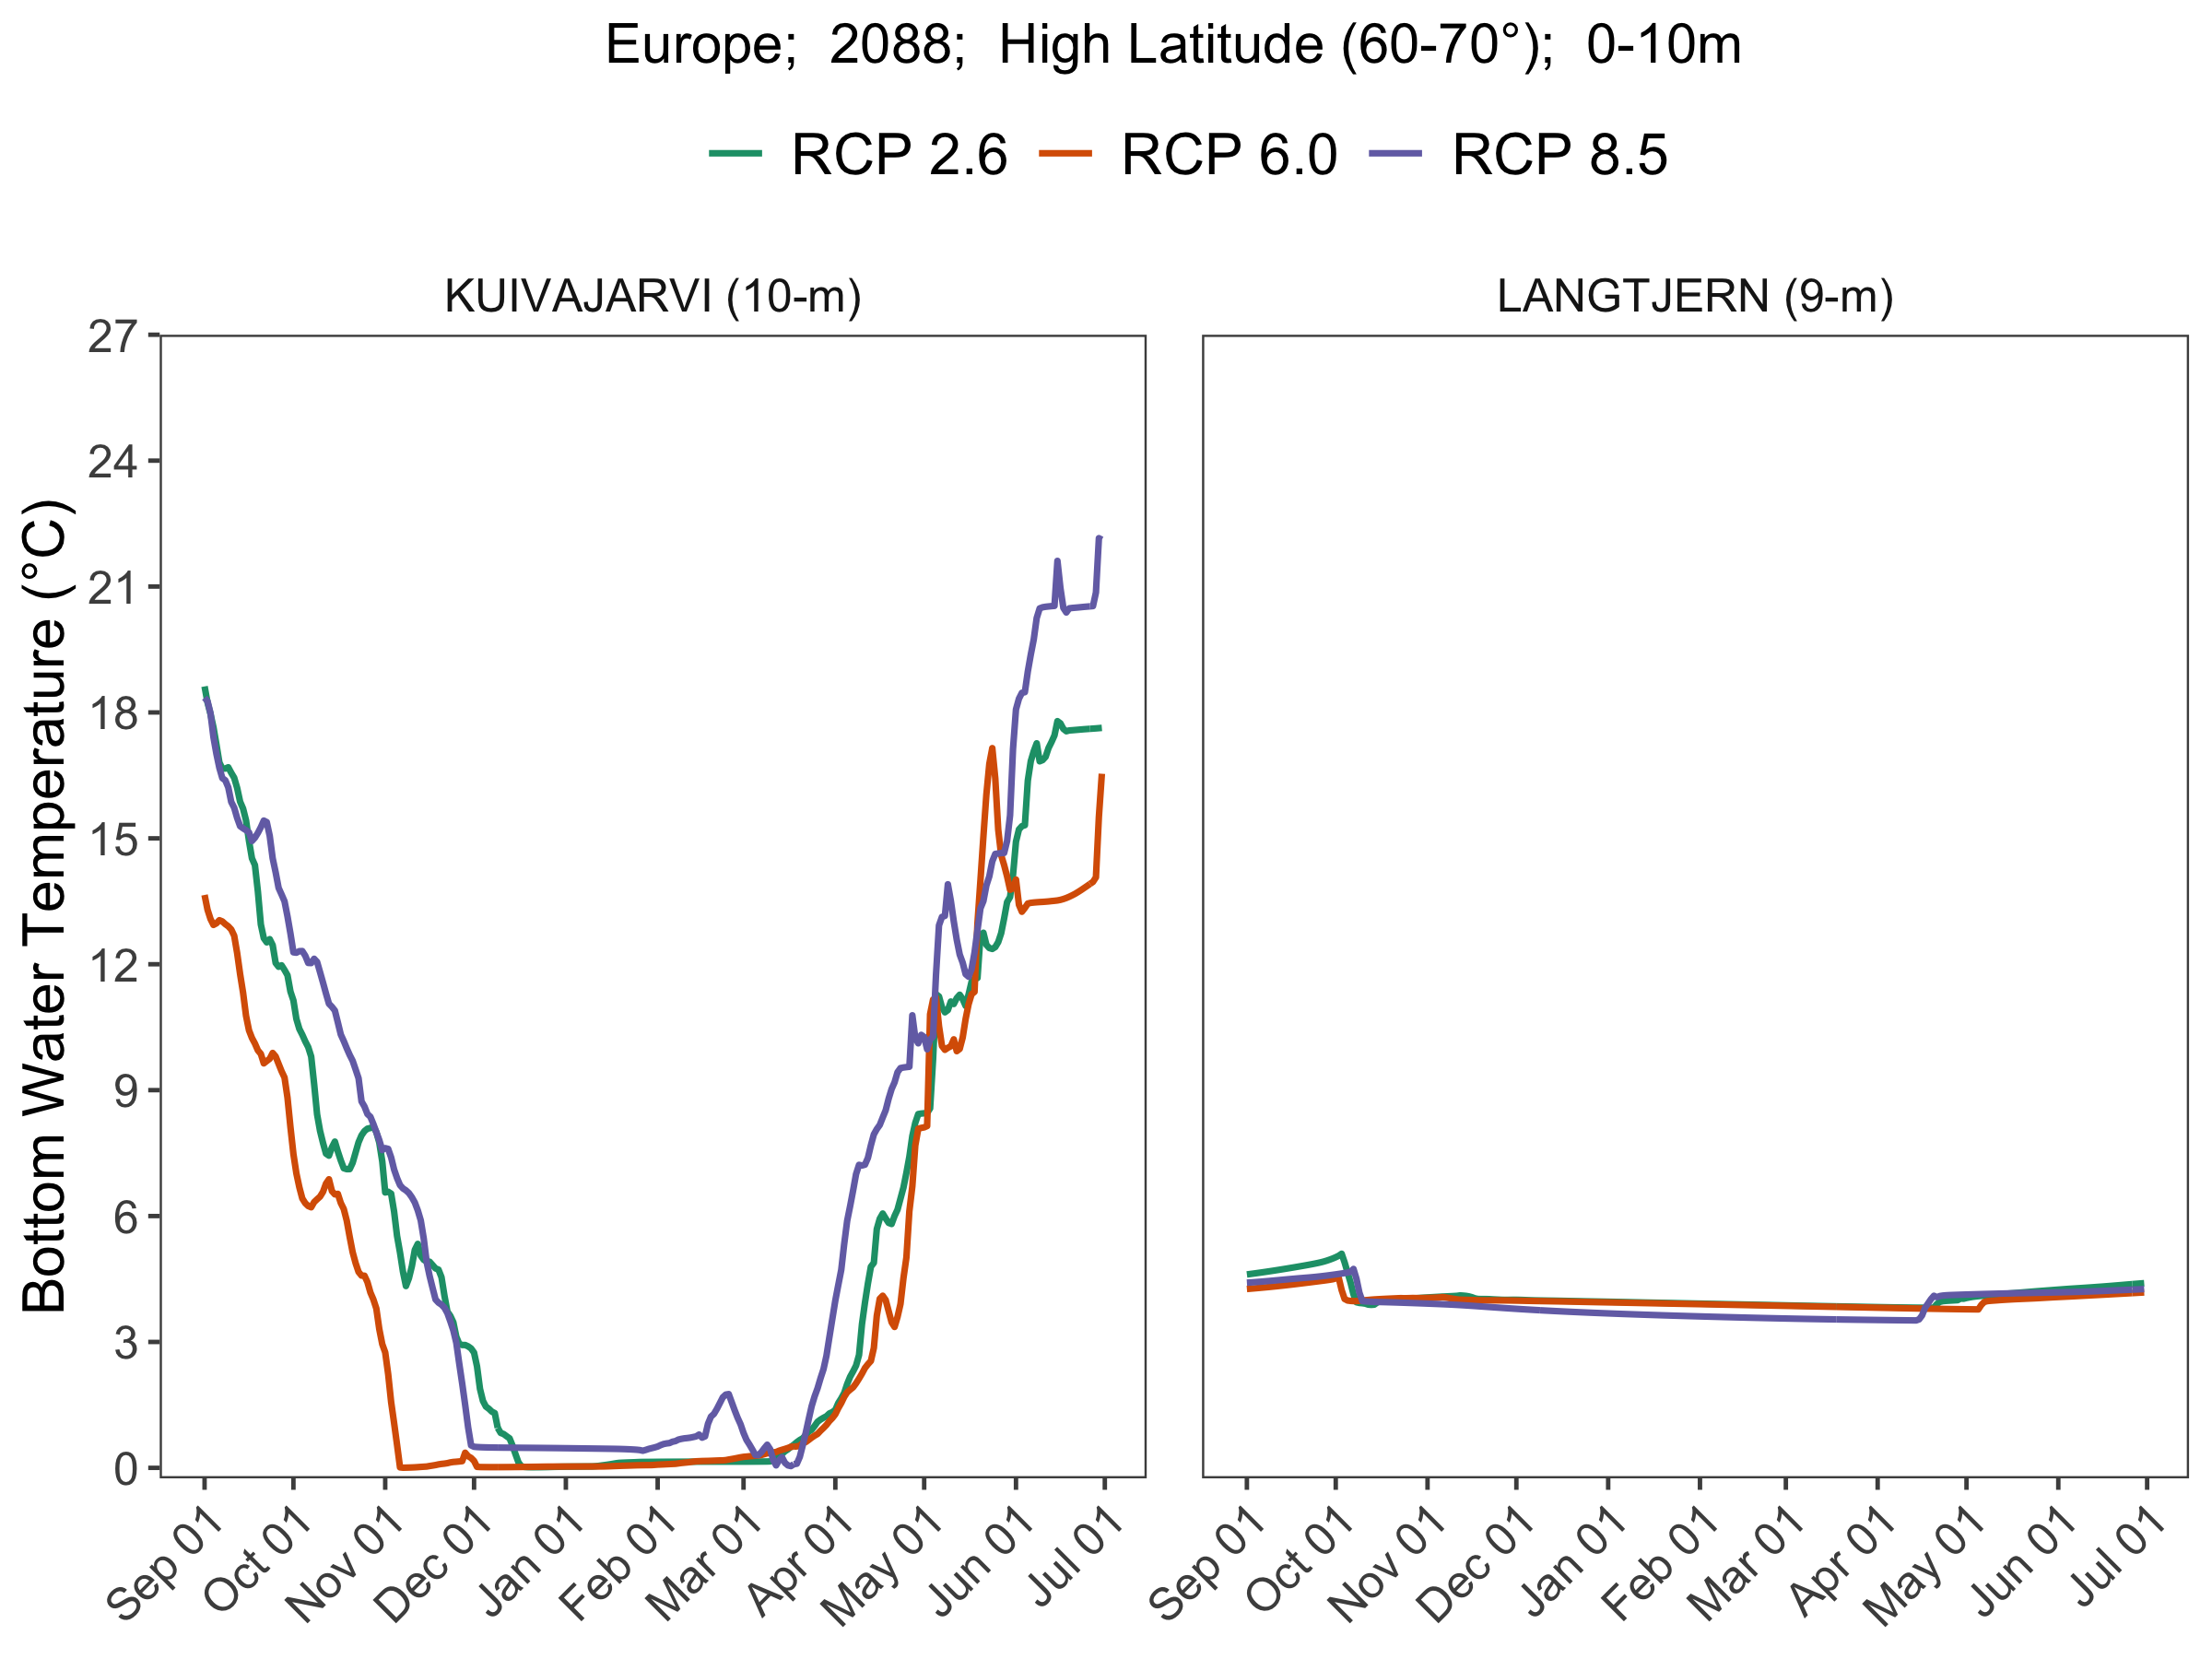 Europe;  2088;  High Latitude (60-70°);  0-10m
RCP 2.6 RCP 6.0 RCP 8.5
KUIVAJARVI (10-m)
LANGTJERN (9-m)
Bottom Water Temperature (°C)
27
24
21
18
15
12
9
6
3
0
Sep 01 Oct 01 Nov 01 Dec 01 Jan 01 Feb 01 Mar 01 Apr 01 May 01 Jun 01 Jul 01
Sep 01 Oct 01 Nov 01 Dec 01 Jan 01 Feb 01 Mar 01 Apr 01 May 01 Jun 01 Jul 01